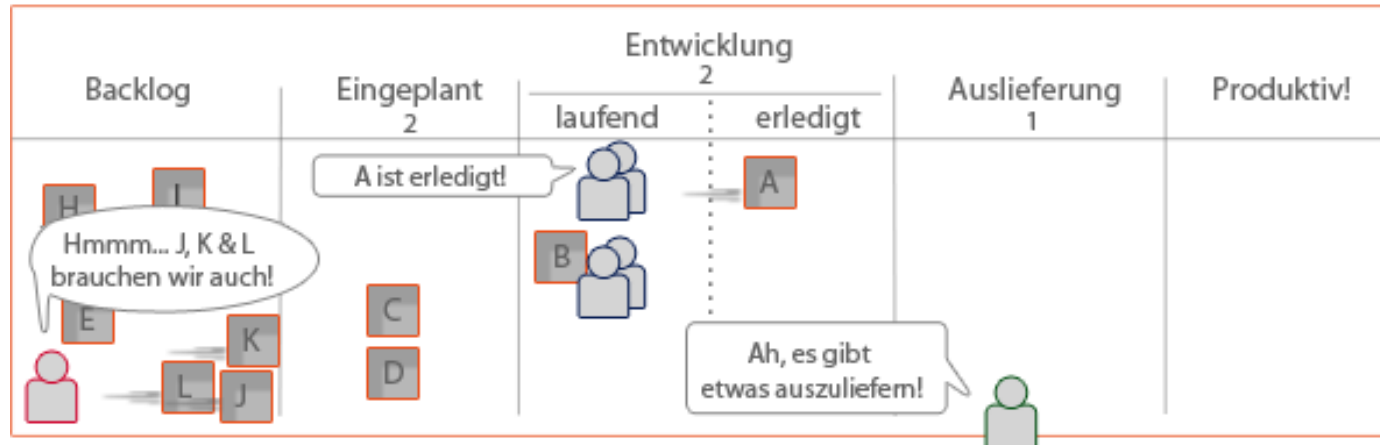 Backlog
Eingeplant
2
Entwicklung
2
laufend
erledigt
Auslieferung
1
Produktiv!
H
I
Hmmm... J, K & L
brauchen wir auch!
E
K
L
J
C
D
A ist erledigt!
B
A
Ah, es gibt
etwas auszuliefern!